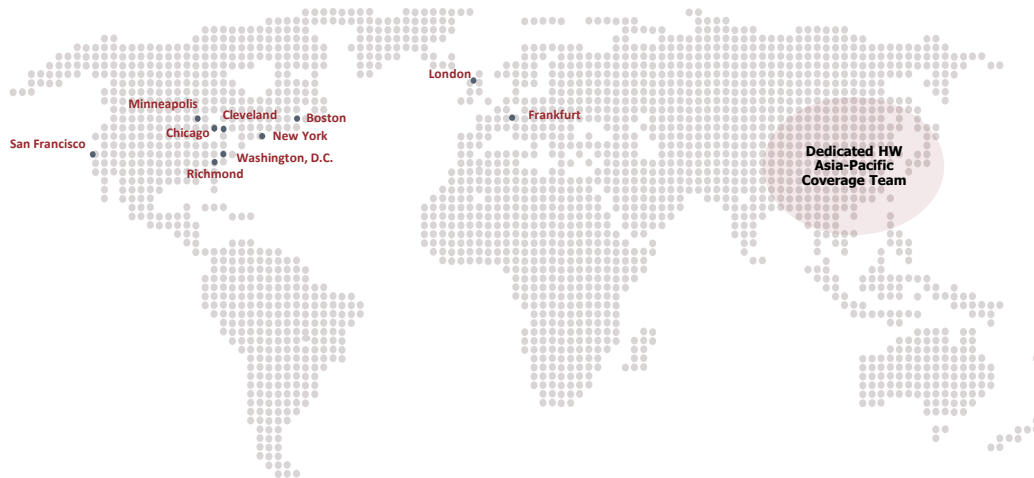 London
Minneapolis
Cleveland
Boston
Frankfurt
Chicago
New York
San Francisco
Washington, D.C.
Richmond
Dedicated HW
Asia-Pacific
Coverage Team